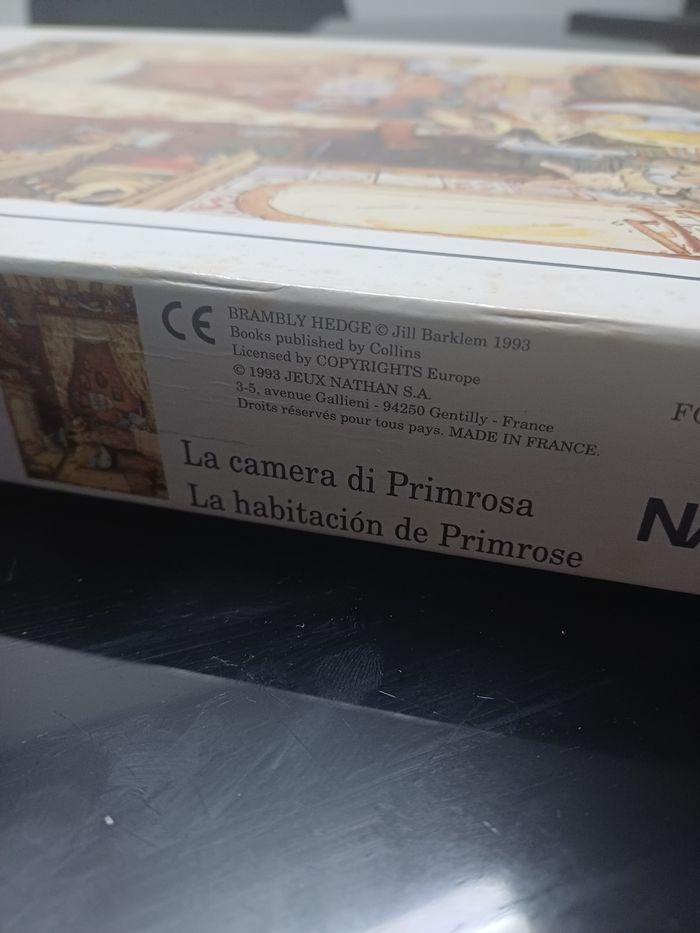 CE
BRAMBLY HEDGE © Jill Barklem 1993
Books published by Collins
Licensed by COPYRIGHTS Europe
© 1993 JEUX NATHAN S.A.
3-5, avenue Gallieni - 94250 Gentilly - France
Droits réservés pour tous pays. MADE IN FRANCE.
La camera di Primrosa
La habitación de Primrose